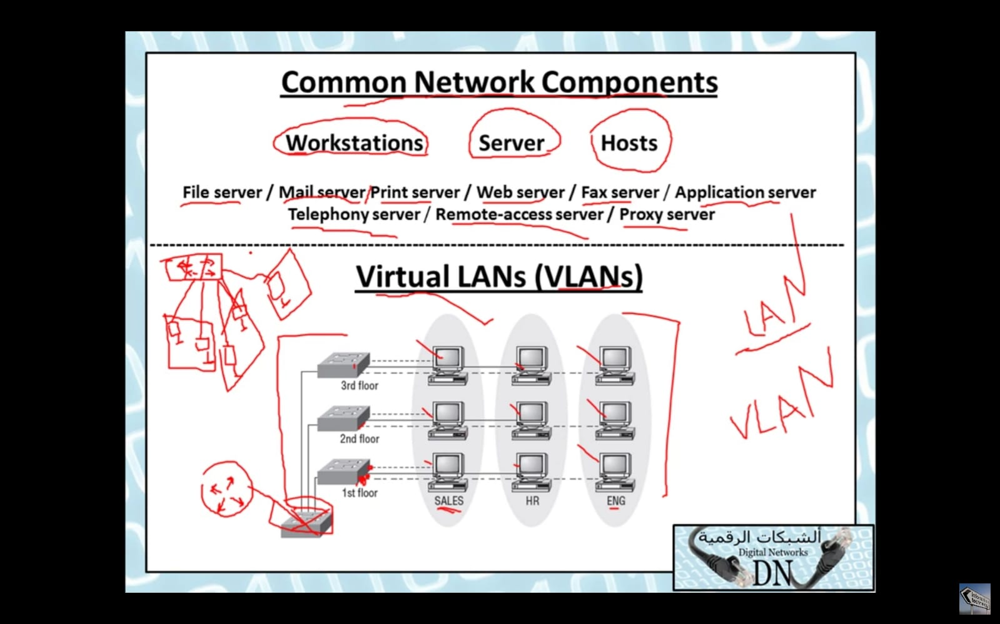 Common Network Components
Workstations Server Hosts
File server / Mail server/Print server / Web server / Fax server / Application server
Telephony server / Remote-access server / Proxy server
Virtual LANs (VLANs)
LAN
VLAN
3rd floor
2nd floor
1st floor
SALES HR ENG
ألشبكات الرقمية
Digital Networks
DN